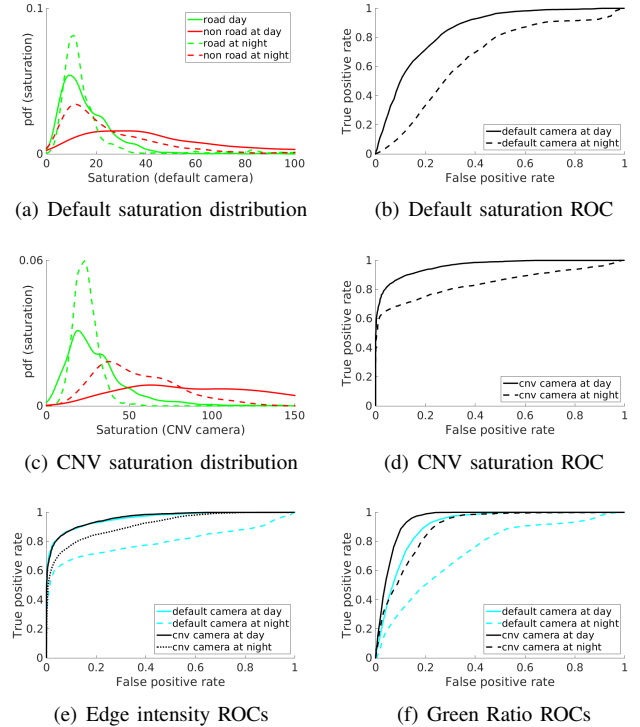 0.1
pdf (saturation)
0
0 20 40 60 80 100
Saturation (default camera)
road day
non road at day
road at night
non road at night
(a) Default saturation distribution
1
0.8
0.6
0.4
0.2
0
True positive rate
0 0.2 0.4 0.6 0.8 1
False positive rate
default camera at day
default camera at night
(b) Default saturation ROC
0.06
pdf (saturation)
0
0 50 100 150
Saturation (CNV camera)
(c) CNV saturation distribution
1
0.8
0.6
0.4
0.2
0
True positive rate
0 0.2 0.4 0.6 0.8 1
False positive rate
cnv camera at day
cnv camera at night
(d) CNV saturation ROC
1
0.8
0.6
0.4
0.2
0
True positive rate
0 0.2 0.4 0.6 0.8 1
False positive rate
default camera at day
default camera at night
cnv camera at day
cnv camera at night
(e) Edge intensity ROCs
1
0.8
0.6
0.4
0.2
0
True positive rate
0 0.2 0.4 0.6 0.8 1
False positive rate
default camera at day
default camera at night
cnv camera at day
cnv camera at night
(f) Green Ratio ROCs